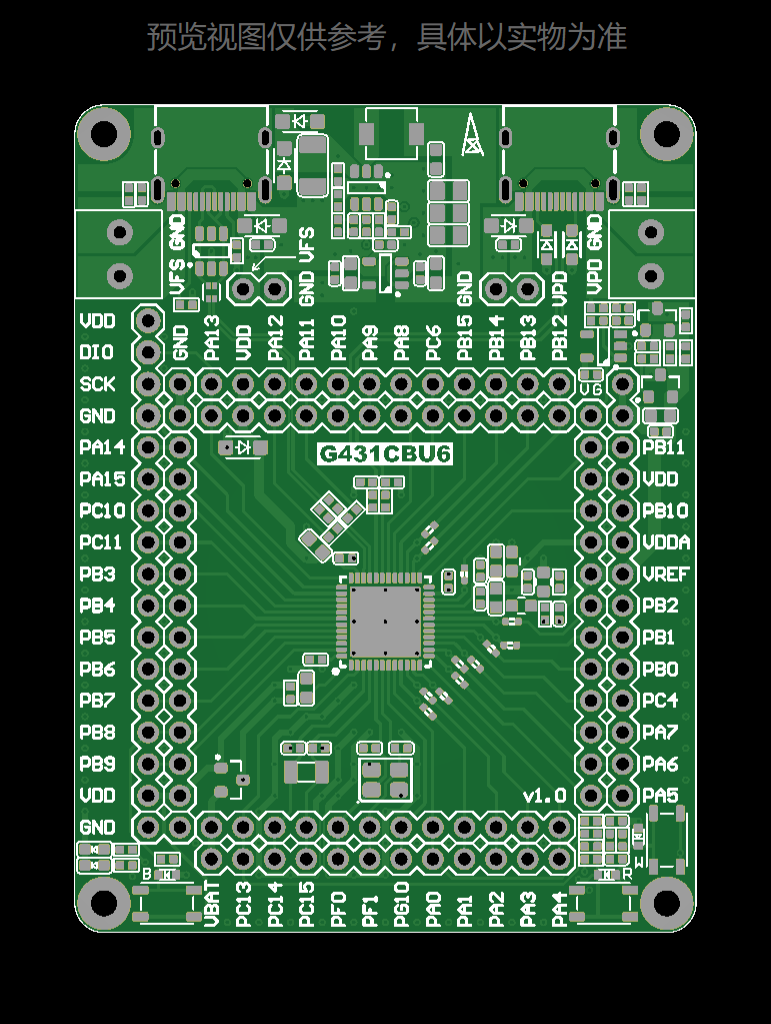 预览视图仅供参考，具体以实物为准
VFS GND
GND VFS
GND
VPD
VPD GND
VDD
DIO
SCK
GND
PA14
PA15
PC10
PC11
PB3
PB4
PB5
PB6
PB7
PB8
PB9
VDD
GND
GND
PA13
VDD
PA12
PA11
PA10
PA9
PA8
PC6
PB15
PB14
PB13
PB12
VG
G431CBU6
PB11
VDD
PB10
VDDA
VREF
PB2
PB1
PB0
PC4
PA7
PA6
PA5
v1.0
B
W
R
VBAT
PC13
PC14
PC15
PF0
PF1
PG10
PA0
PA1
PA2
PA3
PA4